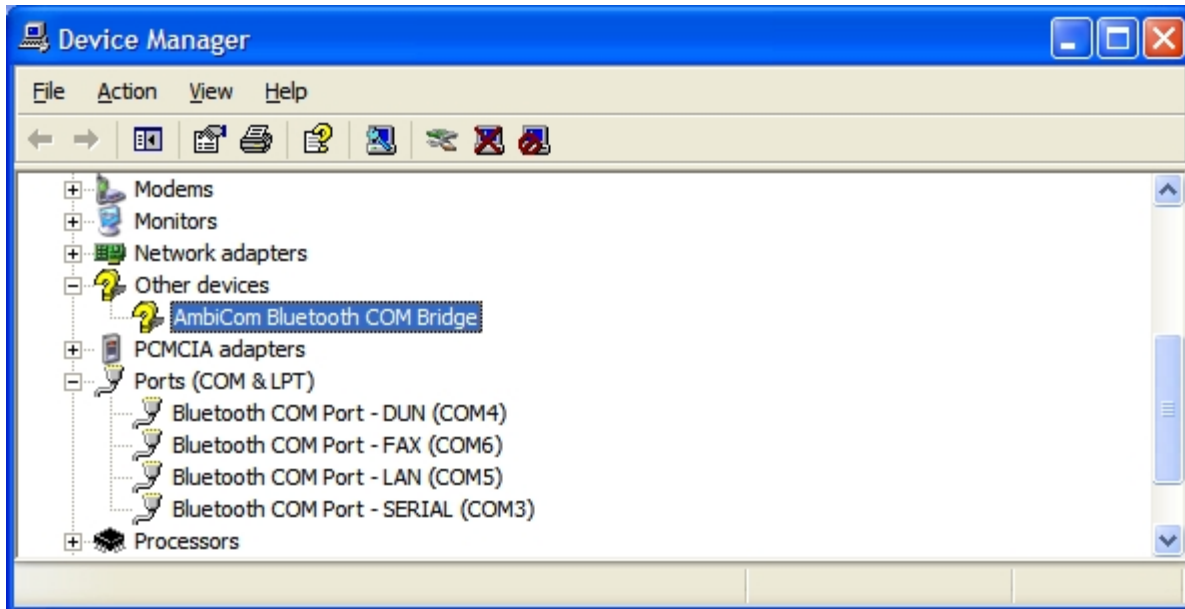 Device Manager
File Action View Help
Modems
Monitors
Network adapters
Other devices
AmbiCom Bluetooth COM Bridge
PCMCIA adapters
Ports (COM & LPT)
Bluetooth COM Port - DUN (COM4)
Bluetooth COM Port - FAX (COM6)
Bluetooth COM Port - LAN (COM5)
Bluetooth COM Port - SERIAL (COM3)
Processors